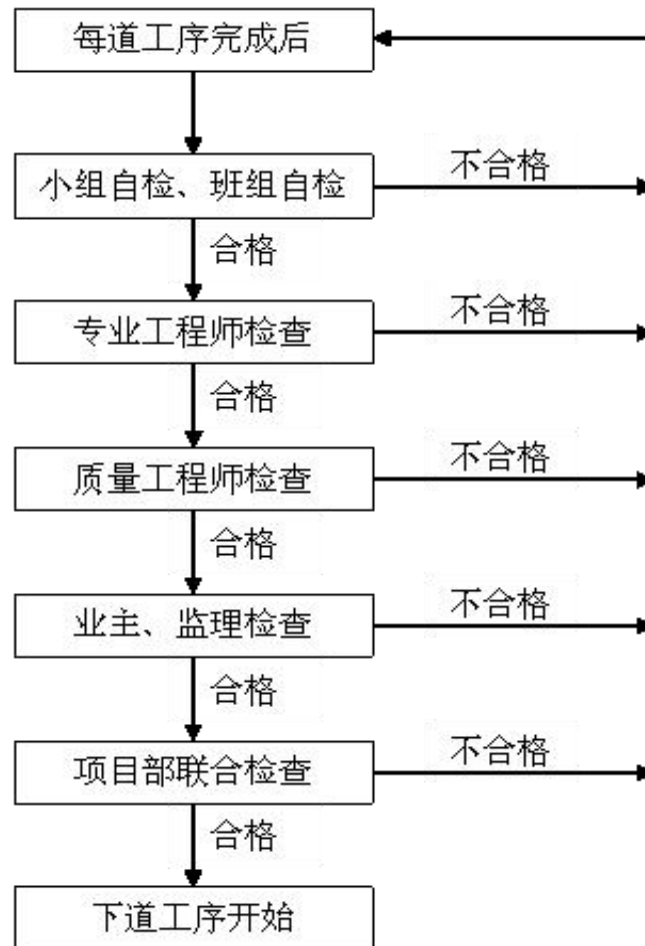 每道工序完成后
小组自检、班组自检
不合格
合格
专业工程师检查
不合格
合格
质量工程师检查
不合格
合格
业主、监理检查
不合格
合格
项目部联合检查
不合格
合格
下道工序开始